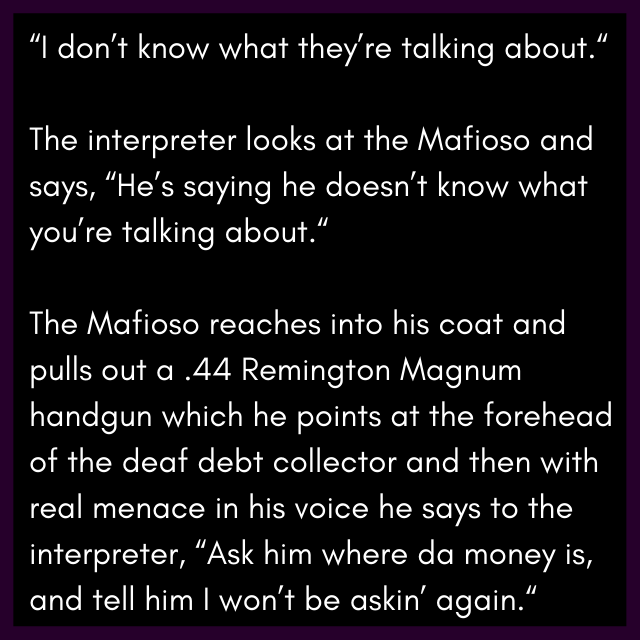 “I don’t know what they’re talking about.“
The interpreter looks at the Mafioso and
says, “He’s saying he doesn’t know what
you’re talking about.“
The Mafioso reaches into his coat and
pulls out a .44 Remington Magnum
handgun which he points at the forehead
of the deaf debt collector and then with
real menace in his voice he says to the
interpreter, “Ask him where da money is,
and tell him I won’t be askin’ again.“